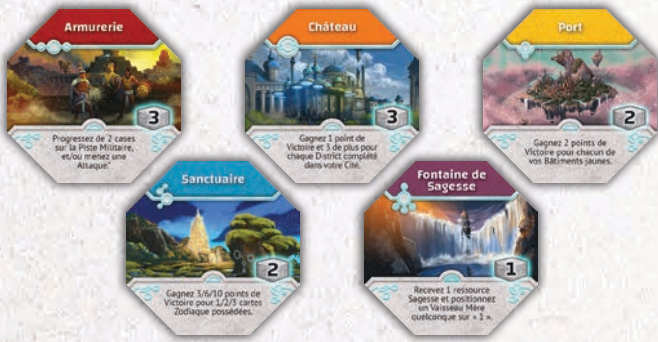 Armurerie
3
Progressez de 2 cases
sur la Piste Militaire,
et/ou menez une
Attaque.*
Château
3
Gagnez 1 point de
Victoire et 3 de plus pour
chaque District complété
dans votre Cité.
Port
2
Gagnez 2 points de
Victoire pour chacun de
vos Bâtiments jaunes.
Sanctuaire
2
Gagnez 3/6/10 points de
Victoire pour 1/2/3 cartes
Zodiaque possédées.
Fontaine de
Sagesse
1
Recevez 1 ressource
Sagesse et positionnez
un Vaisseau Mère
quelconque sur « 1 ».